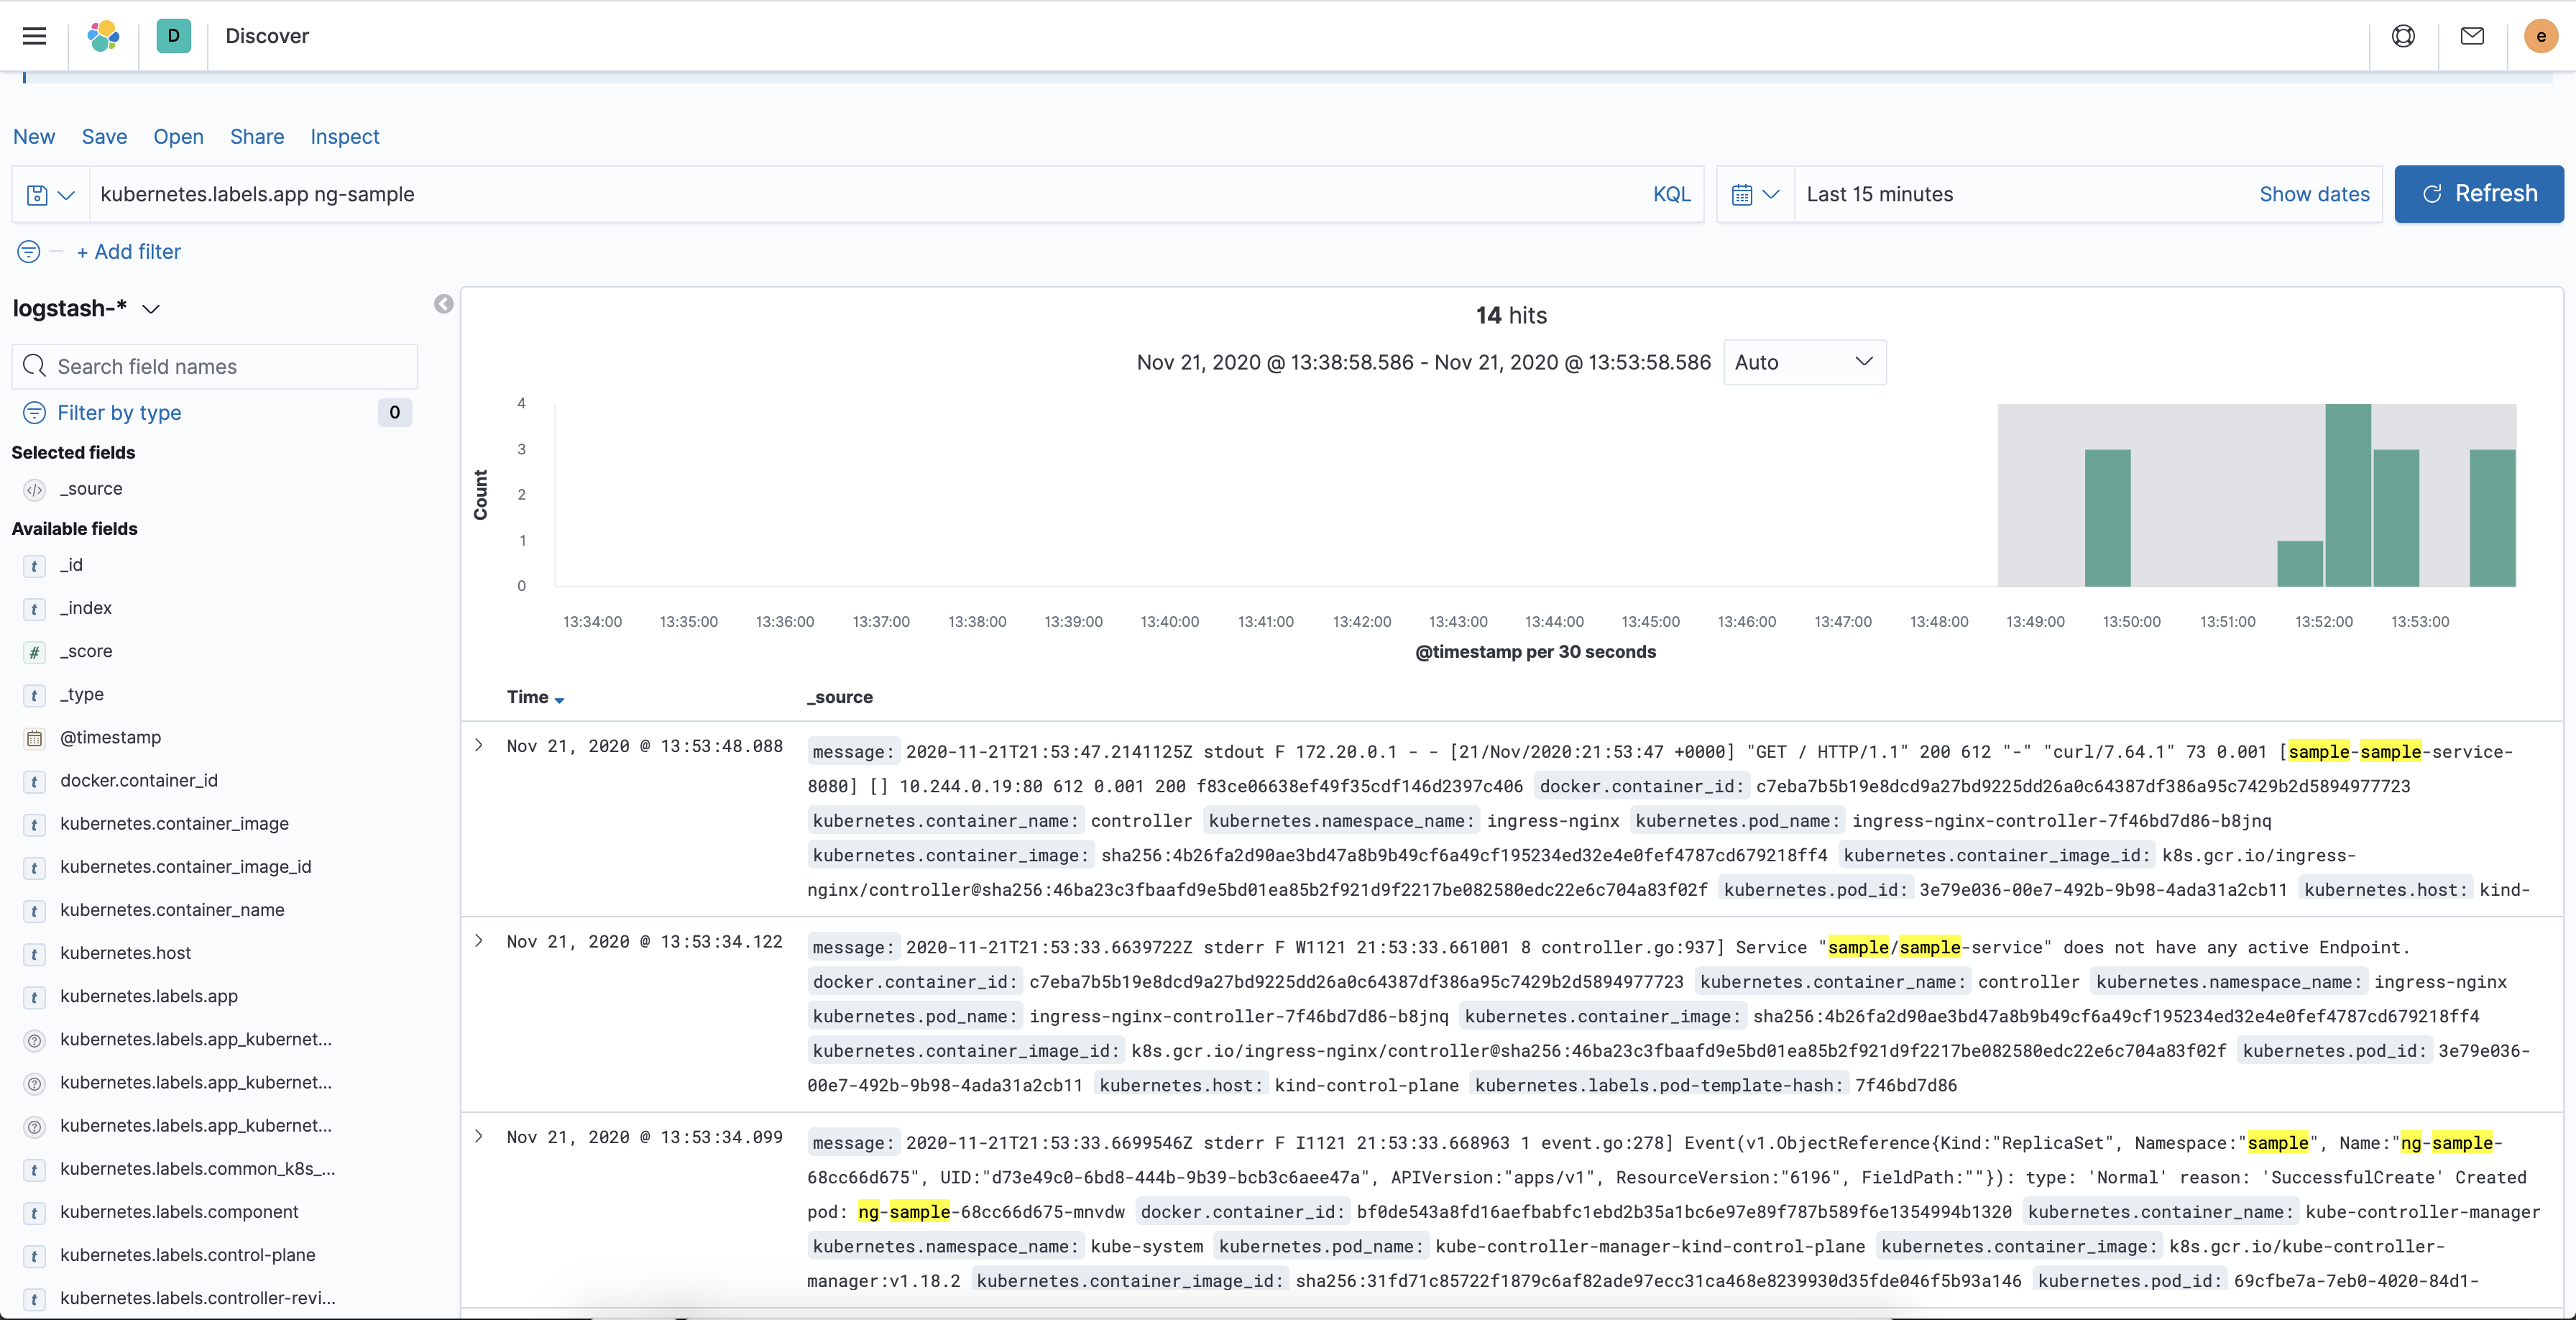 D Discover e
New Save Open Share Inspect
kubernetes.labels.app ng-sample KQL Last 15 minutes Show dates Refresh
+ Add filter
logstash-*
Search field names
Filter by type 0
Selected fields
_source
Available fields
_id
_index
_score
_type
@timestamp
docker.container_id
kubernetes.container_image
kubernetes.container_image_id
kubernetes.container_name
kubernetes.host
kubernetes.labels.app
kubernetes.labels.app_kubernet...
kubernetes.labels.app_kubernet...
kubernetes.labels.app_kubernet...
kubernetes.labels.common_k8s_...
kubernetes.labels.component
kubernetes.labels.control-plane
kubernetes.labels.controller-revi...
14 hits
Nov 21, 2020 @ 13:38:58.586 - Nov 21, 2020 @ 13:53:58.586 Auto
4
3
2
1
0
Count
13:34:00 13:35:00 13:36:00 13:37:00 13:38:00 13:39:00 13:40:00 13:41:00 13:42:00 13:43:00 13:44:00 13:45:00 13:46:00 13:47:00 13:48:00 13:49:00 13:50:00 13:51:00 13:52:00 13:53:00
@timestamp per 30 seconds
Time _source
Nov 21, 2020 @ 13:53:48.088 message: 2020-11-21T21:53:47.2141125Z stdout F 172.20.0.1 - - [21/Nov/2020:21:53:47 +0000] "GET / HTTP/1.1" 200 612 "-" "curl/7.64.1" 73 0.001 [sample-sample-service-
8080] [] 10.244.0.19:80 612 0.001 200 f83ce06638ef49f35cdf146d2397c406 docker.container_id: c7eba7b5b19e8dcd9a27bd9225dd26a0c64387df386a95c7429b2d5894977723
kubernetes.container_name: controller kubernetes.namespace_name: ingress-nginx kubernetes.pod_name: ingress-nginx-controller-7f46bd7d86-b8jnq
kubernetes.container_image: sha256:4b26fa2d90ae3bd47a8b9b49cf6a49cf195234ed32e4e0fef4787cd679218ff4 kubernetes.container_image_id: k8s.gcr.io/ingress-
nginx/controller@sha256:46ba23c3fbaafd9e5bd01ea85b2f921d9f2217be082580edc22e6c704a83f02f kubernetes.pod_id: 3e79e036-00e7-492b-9b98-4ada31a2cb11 kubernetes.host: kind-
Nov 21, 2020 @ 13:53:34.122 message: 2020-11-21T21:53:33.6639722Z stderr F W1121 21:53:33.661001 8 controller.go:937] Service "sample/sample-service" does not have any active Endpoint.
docker.container_id: c7eba7b5b19e8dcd9a27bd9225dd26a0c64387df386a95c7429b2d5894977723 kubernetes.container_name: controller kubernetes.namespace_name: ingress-nginx
kubernetes.pod_name: ingress-nginx-controller-7f46bd7d86-b8jnq kubernetes.container_image: sha256:4b26fa2d90ae3bd47a8b9b49cf6a49cf195234ed32e4e0fef4787cd679218ff4
kubernetes.container_image_id: k8s.gcr.io/ingress-nginx/controller@sha256:46ba23c3fbaafd9e5bd01ea85b2f921d9f2217be082580edc22e6c704a83f02f kubernetes.pod_id: 3e79e036-
00e7-492b-9b98-4ada31a2cb11 kubernetes.host: kind-control-plane kubernetes.labels.pod-template-hash: 7f46bd7d86
Nov 21, 2020 @ 13:53:34.099 message: 2020-11-21T21:53:33.6699546Z stderr F I1121 21:53:33.668963 1 event.go:278] Event(v1.ObjectReference{Kind:"ReplicaSet", Namespace:"sample", Name:"ng-sample-
68cc66d675", UID:"d73e49c0-6bd8-444b-9b39-bcb3c6aee47a", APIVersion:"apps/v1", ResourceVersion:"6196", FieldPath:""}): type: 'Normal' reason: 'SuccessfulCreate' Created
pod: ng-sample-68cc66d675-mnvdw docker.container_id: bf0de543a8fd16aefbabfc1ebd2b35a1bc6e97e89f787b589f6e1354994b1320 kubernetes.container_name: kube-controller-manager
kubernetes.namespace_name: kube-system kubernetes.pod_name: kube-controller-manager-kind-control-plane kubernetes.container_image: k8s.gcr.io/kube-controller-
manager:v1.18.2 kubernetes.container_image_id: sha256:31fd71c85722f1879c6af82ade97ecc31ca468e8239930d35fde046f5b93a146 kubernetes.pod_id: 69cfbe7a-7eb0-4020-84d1-